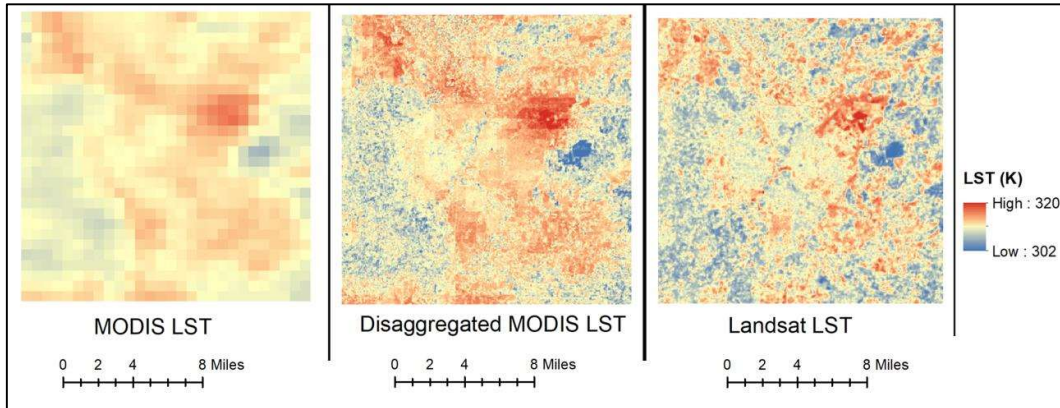 MODIS LST
0 2 4 8 Miles
Disaggregated MODIS LST
0 2 4 8 Miles
Landsat LST
0 2 4 8 Miles
LST (K)
High : 320
Low : 302